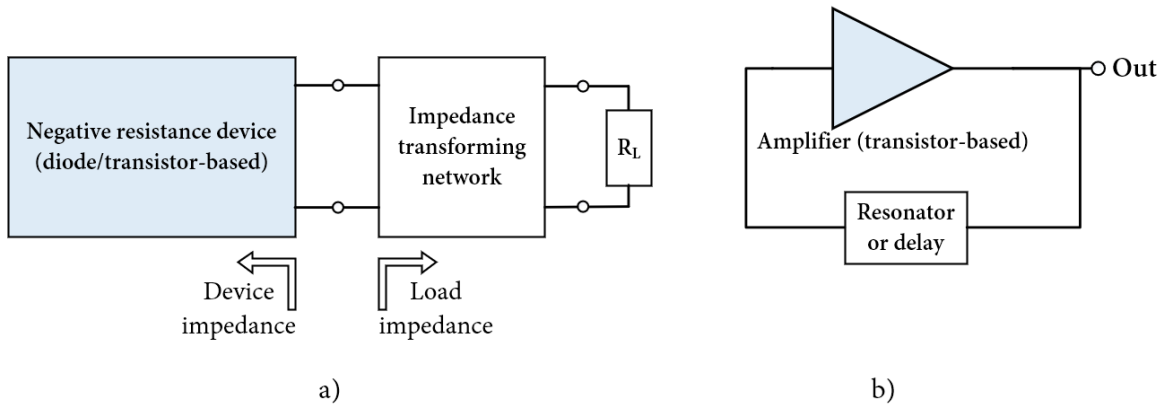 Negative resistance device
(diode/transistor-based)
Impedance
transforming
network
R_L
Device
impedance
Load
impedance
a)
Out
Amplifier (transistor-based)
Resonator
or delay
b)